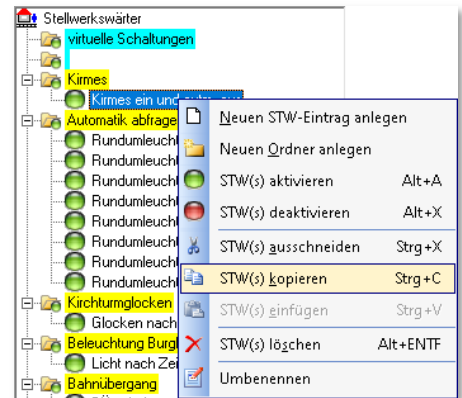 Stellwerkswärter
virtuelle Schaltungen
Kirmes
Kirmes ein und
Automatik abfrage
Neuen STW-Eintrag anlegen
Neuen Ordner anlegen
STW(s) aktivieren Alt+A
STW(s) deaktivieren Alt+X
STW(s) ausschneiden Strg+X
STW(s) kopieren Strg+C
STW(s) einfügen Strg+V
STW(s) löschen Alt+ENTF
Umbenennen
Rundumleucht
Rundumleucht
Rundumleucht
Rundumleucht
Rundumleucht
Rundumleucht
Rundumleucht
Kirchturmglocken
Glocken nach
Beleuchtung Burg
Licht nach Zei
Bahnübergang